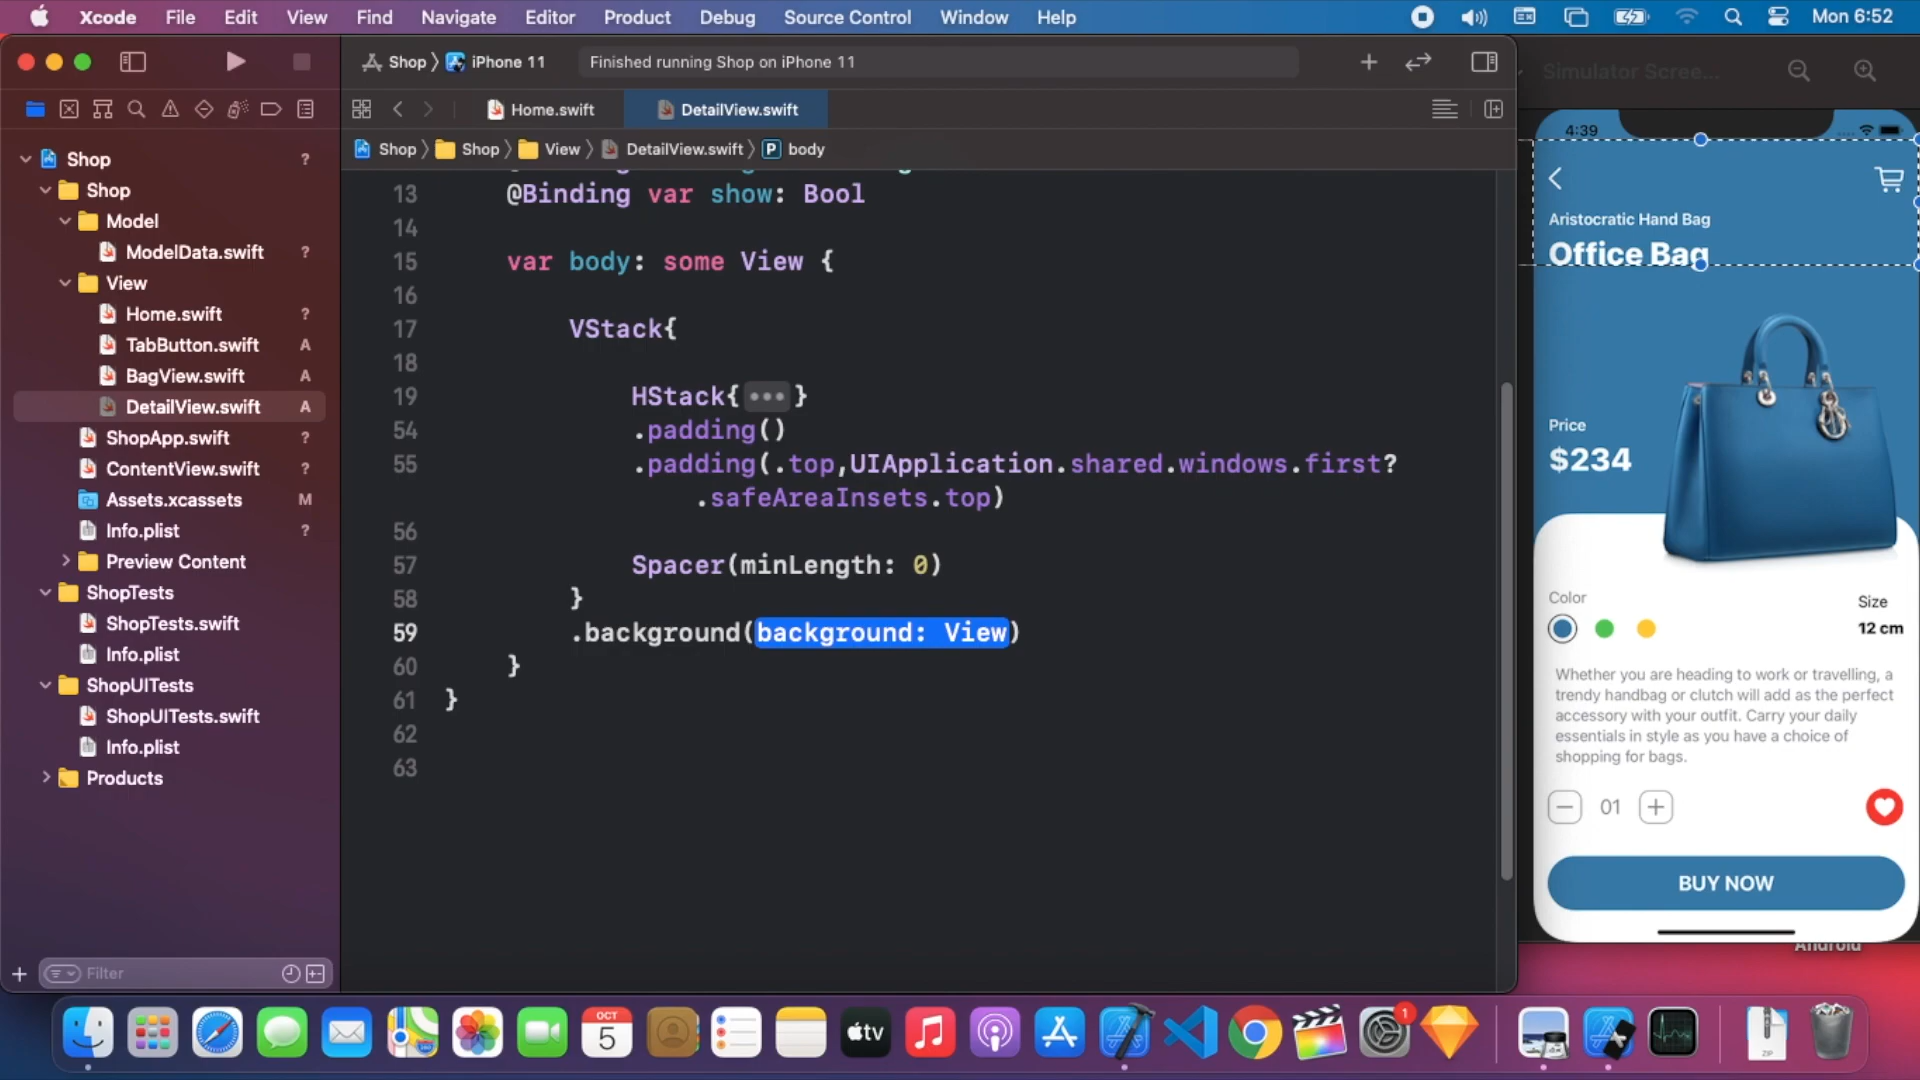 Xcode File Edit View Find Navigate Editor Product Debug Source Control Window Help Mon 6:52
Shop iPhone 11 Finished running Shop on iPhone 11
Simulator Scree...
Home.swift DetailView.swift
Shop Shop View DetailView.swift P body
Shop ?
Shop
Model
ModelData.swift ?
View
Home.swift ?
TabButton.swift A
BagView.swift A
DetailView.swift A
ShopApp.swift ?
ContentView.swift ?
Assets.xcassets M
Info.plist ?
Preview Content
ShopTests
ShopTests.swift
Info.plist
ShopUITests
ShopUITests.swift
Info.plist
Products
Filter
13 @Binding var show: Bool
14
15 var body: some View {
16
17 VStack{
18
19 HStack{•••}
54 .padding()
55 .padding(.top,UIApplication.shared.windows.first?
.safeAreaInsets.top)
56
57 Spacer(minLength: 0)
58 }
59 .background(background: View)
60 }
61 }
62
63
4:39
Aristocratic Hand Bag
Office Bag
Price
$234
Color
Size
12 cm
Whether you are heading to work or travelling, a
trendy handbag or clutch will add as the perfect
accessory with your outfit. Carry your daily
essentials in style as you have a choice of
shopping for bags.
01
BUY NOW
Android
OCT
5
tv
1
ZIP